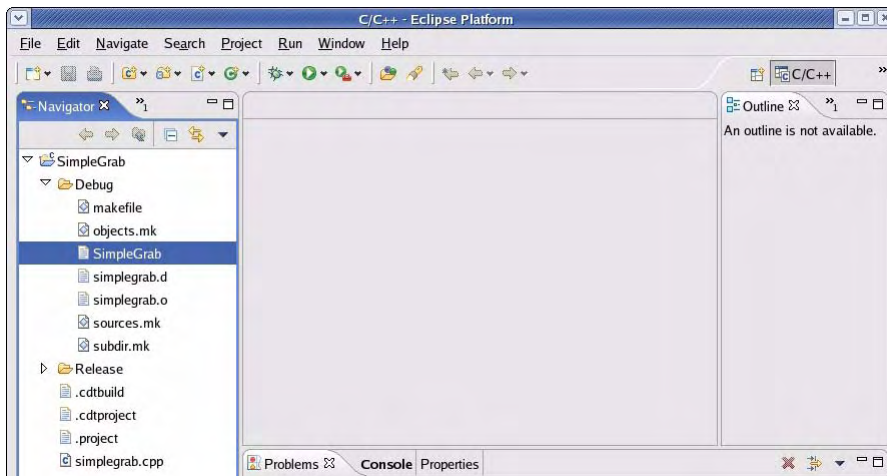 C/C++ - Eclipse Platform
File Edit Navigate Search Project Run Window Help
C/C++ »
Navigator »1
Outline »1
An outline is not available.
SimpleGrab
Debug
makefile
objects.mk
SimpleGrab
simplegrab.d
simplegrab.o
sources.mk
subdir.mk
Release
.cdtbuild
.cdtproject
.project
simplegrab.cpp
Problems Console Properties